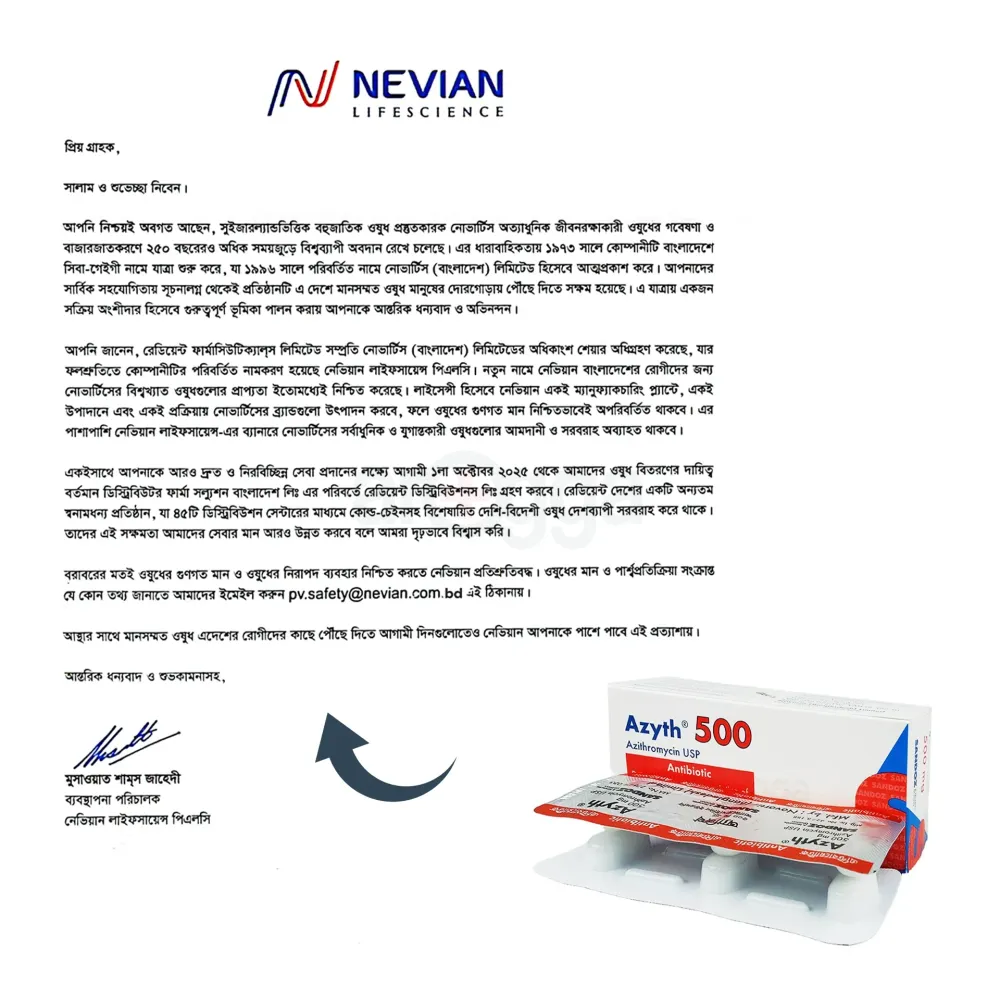 NEVIAN
LIFESCIENCE
প্রিয় গ্রাহক,
সালাম ও শুভেচ্ছা নিবেন।
আপনি নিশ্চয়ই অবগত আছেন, সুইজারল্যান্ডভিত্তিক বহুজাতিক ওষুধ প্রস্তুতকারক নোভার্টিস অত্যাধুনিক জীবনরক্ষাকারী ওষুধের গবেষণা ও
বাজারজাতকরণে ২৫০ বছরেরও অধিক সময়জুড়ে বিশ্বব্যাপী অবদান রেখে চলেছে। এর ধারাবাহিকতায় ১৯৭৩ সালে কোম্পানীটি বাংলাদেশে
সিবা-গেইগী নামে যাত্রা শুরু করে, যা ১৯৯৬ সালে পরিবর্তিত নামে নোভার্টিস (বাংলাদেশ) লিমিটেড হিসেবে আত্মপ্রকাশ করে। আপনাদের
সার্বিক সহযোগিতায় সূচনালগ্ন থেকেই প্রতিষ্ঠানটি এ দেশে মানসম্মত ওষুধ মানুষের দোরগোড়ায় পৌঁছে দিতে সক্ষম হয়েছে। এ যাত্রায় একজন
সক্রিয় অংশীদার হিসেবে গুরুত্বপূর্ণ ভূমিকা পালন করায় আপনাকে আন্তরিক ধন্যবাদ ও অভিনন্দন।
আপনি জানেন, রেডিয়েন্ট ফার্মাসিউটিক্যাল্‌স লিমিটেড সম্প্রতি নোভার্টিস (বাংলাদেশ) লিমিটেডের অধিকাংশ শেয়ার অধিগ্রহণ করেছে, যার
ফলশ্রুতিতে কোম্পানীটির পরিবর্তিত নামকরণ হয়েছে নেভিয়ান লাইফসায়েন্স পিএলসি। নতুন নামে নেভিয়ান বাংলাদেশের রোগীদের জন্য
নোভার্টিসের বিশ্বখ্যাত ওষুধগুলোর প্রাপ্যতা ইতোমধ্যেই নিশ্চিত করেছে। লাইসেন্সী হিসেবে নেভিয়ান একই ম্যানুফ্যাকচারিং প্ল্যান্টে, একই
উপাদানে এবং একই প্রক্রিয়ায় নোভার্টিসের ব্র্যান্ডগুলো উৎপাদন করবে, ফলে ওষুধের গুণগত মান নিশ্চিতভাবেই অপরিবর্তিত থাকবে। এর
পাশাপাশি নেভিয়ান লাইফসায়েন্স-এর ব্যানারে নোভার্টিসের সর্বাধুনিক ও যুগান্তকারী ওষুধগুলোর আমদানী ও সরবরাহ অব্যাহত থাকবে।
একইসাথে আপনাকে আরও দ্রুত ও নিরবিচ্ছিন্ন সেবা প্রদানের লক্ষ্যে আগামী ১লা অক্টোবর ২০২৫ থেকে আমাদের ওষুধ বিতরণের দায়িত্ব
বর্তমান ডিস্ট্রিবিউটর ফার্মা সল্যুশন বাংলাদেশ লিঃ এর পরিবর্তে রেডিয়েন্ট ডিস্ট্রিবিউশনস লিঃ গ্রহণ করবে। রেডিয়েন্ট দেশের একটি অন্যতম
স্বনামধন্য প্রতিষ্ঠান, যা ৪৫টি ডিস্ট্রিবিউশন সেন্টারের মাধ্যমে কোল্ড-চেইনসহ বিশেষায়িত দেশি-বিদেশী ওষুধ দেশব্যাপী সরবরাহ করে থাকে।
তাদের এই সক্ষমতা আমাদের সেবার মান আরও উন্নত করবে বলে আমরা দৃঢ়ভাবে বিশ্বাস করি।
বরাবরের মতই ওষুধের গুণগত মান ও ওষুধের নিরাপদ ব্যবহার নিশ্চিত করতে নেভিয়ান প্রতিশ্রুতিবদ্ধ। ওষুধের মান ও পার্শ্বপ্রতিক্রিয়া সংক্রান্ত
যে কোন তথ্য জানাতে আমাদের ইমেইল করুন pv.safety@nevian.com.bd এই ঠিকানায়।
আস্থার সাথে মানসম্মত ওষুধ এদেশের রোগীদের কাছে পৌঁছে দিতে আগামী দিনগুলোতেও নেভিয়ান আপনাকে পাশে পাবে এই প্রত্যাশায়।
আন্তরিক ধন্যবাদ ও শুভকামনাসহ,
মুসাওয়াত শাম্‌স জাহেদী
ব্যবস্থাপনা পরিচালক
নেভিয়ান লাইফসায়েন্স পিএলসি
Azyth® 500
Azithromycin USP
Antibiotic
SANDOZ
500 mg
Azyth®
500 mg
Azithromycin USP
SANDOZ
Antibiotic